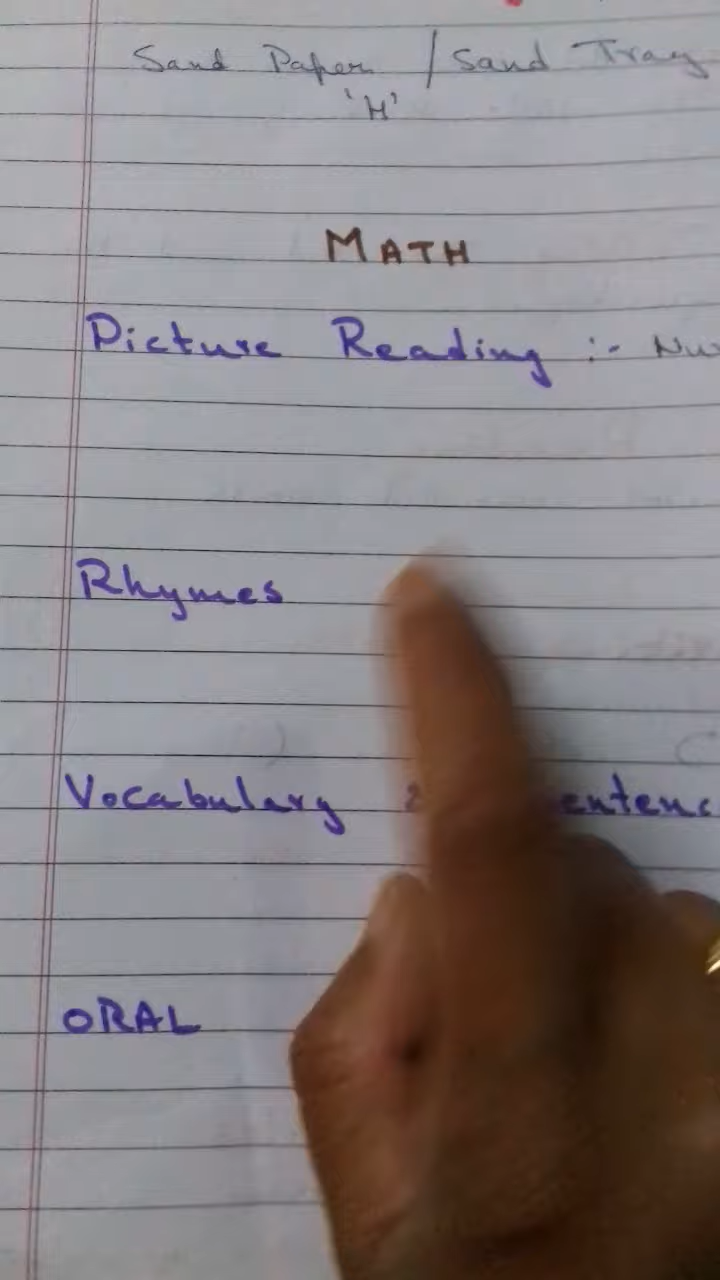 Sand Paper / Sand Tray
'H'
MATH
Picture Reading :-
Rhymes
Vocabulary
ORAL